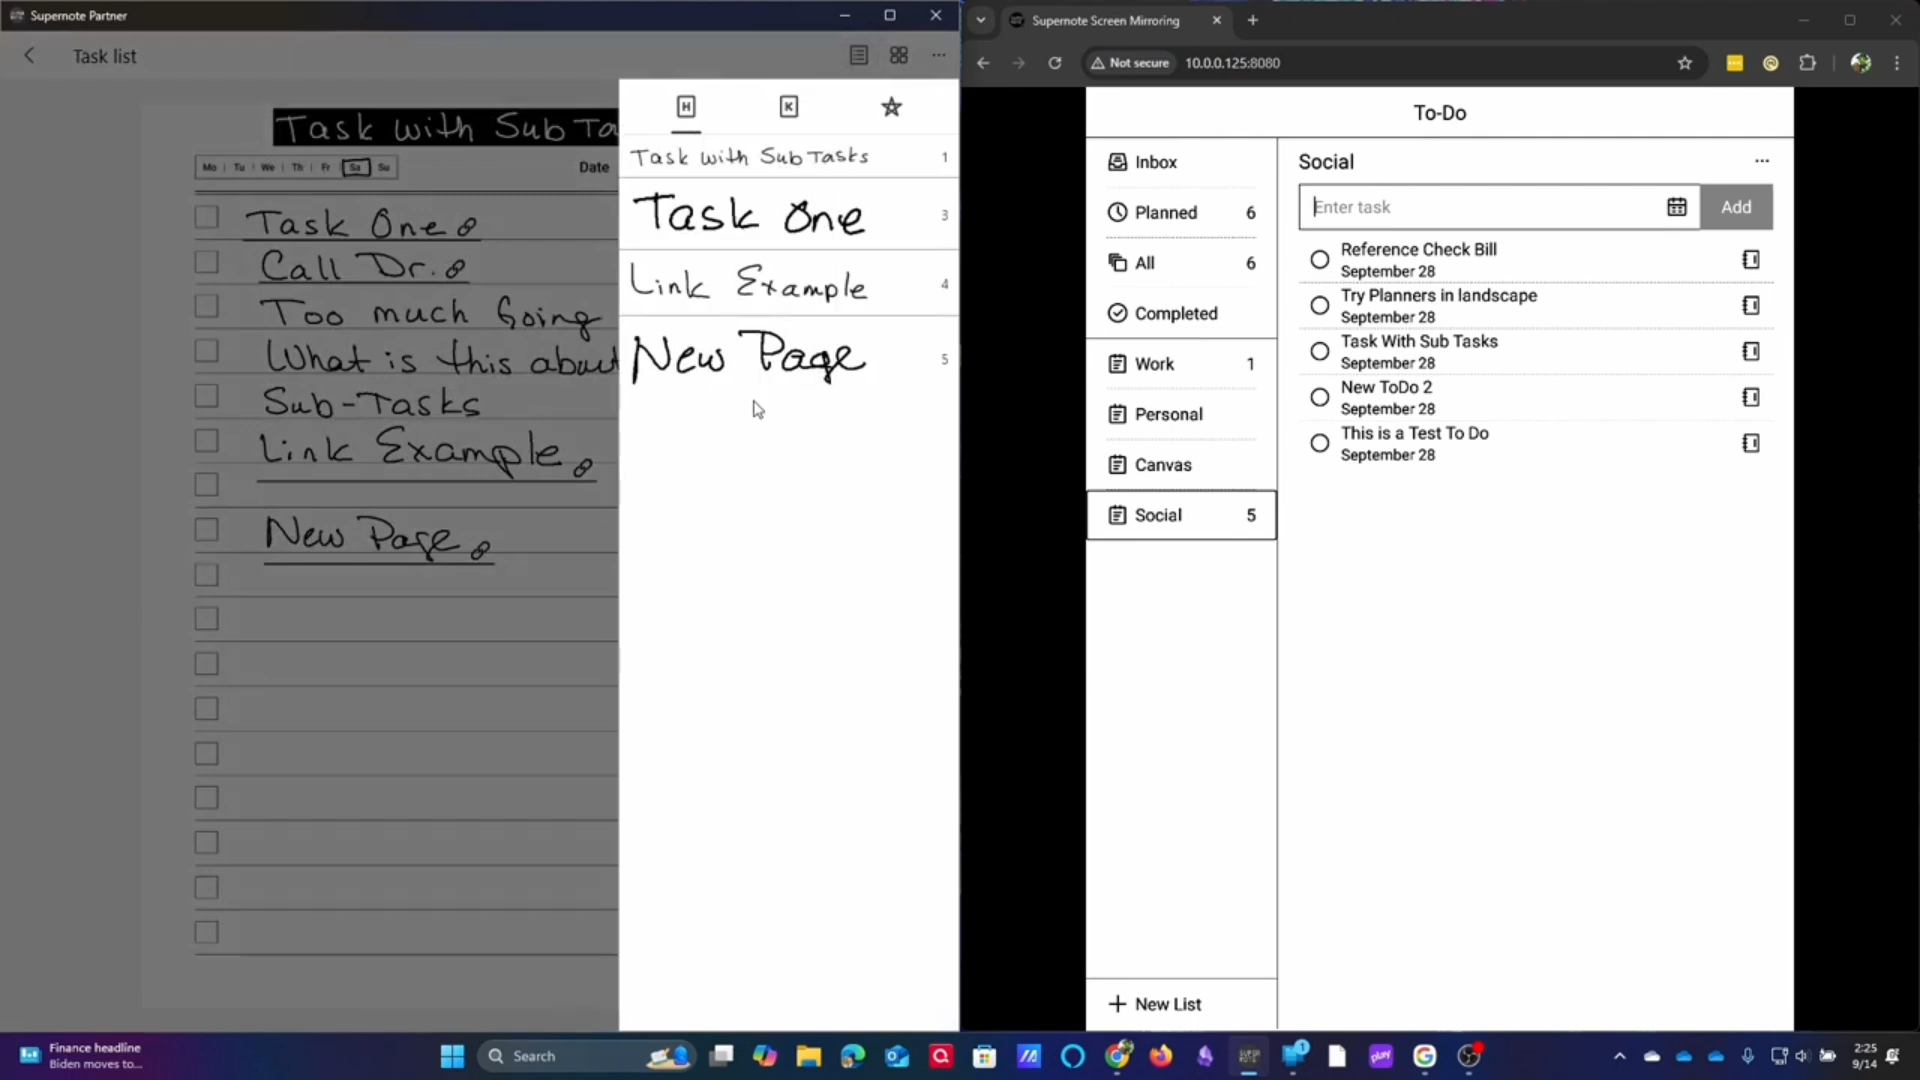 Supernote Partner
Task list
Task with Sub Ta
Mo Tu We Th Fr Sa Su
Date
Task One
Call Dr.
Too much Going
What is this about
Sub-Tasks
Link Example
New Page
H
K
Task with SubTasks 1
Task One 3
Link Example 4
New Page 5
Supernote Screen Mirroring
Not secure 10.0.0.125:8080
To-Do
Inbox
Planned 6
All 6
Completed
Work 1
Personal
Canvas
Social 5
New List
Social
Enter task
Add
Reference Check Bill
September 28
Try Planners in landscape
September 28
Task With Sub Tasks
September 28
New ToDo 2
September 28
This is a Test To Do
September 28
Finance headline
Biden moves to...
Search
play
1
2:25
9/14